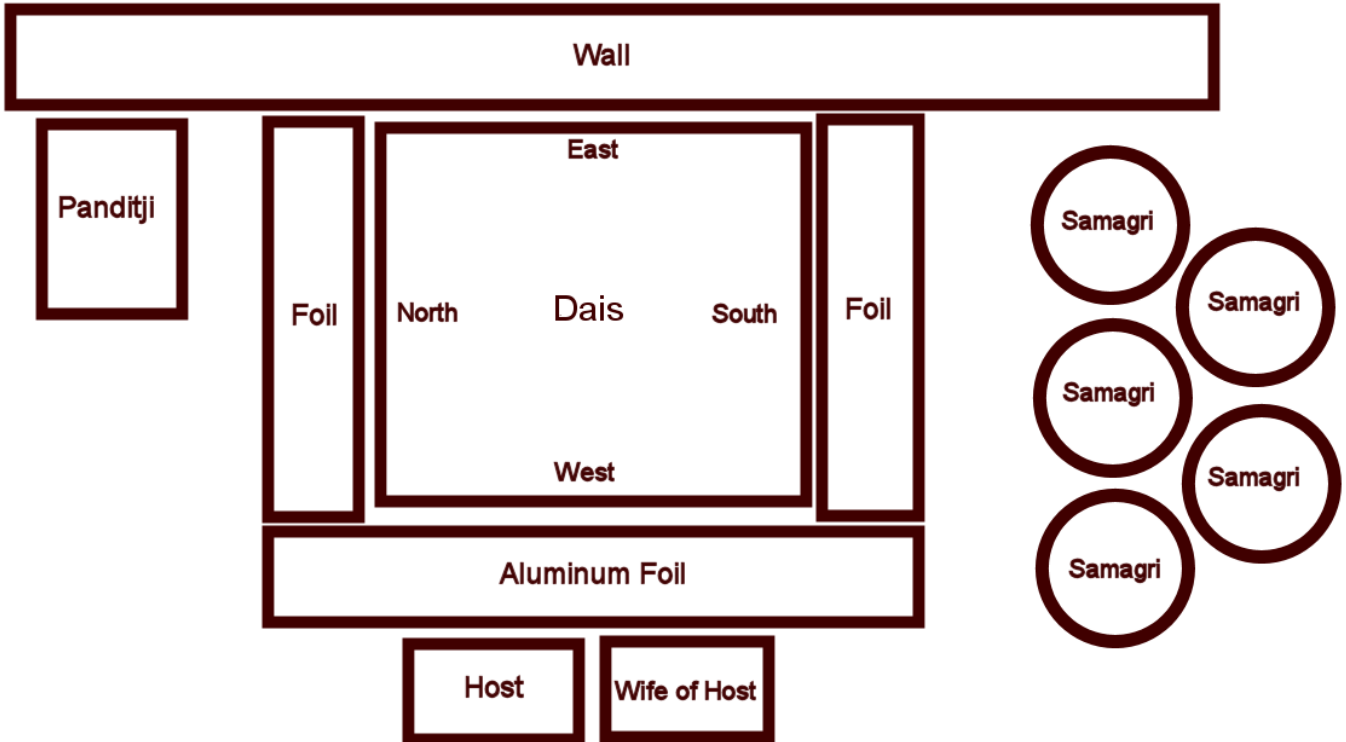 Wall
East
Panditji
Samagri
Samagri
Foil
North
Dais
South
Foil
Samagri
West
Samagri
Aluminum Foil
Samagri
Host
Wife of Host